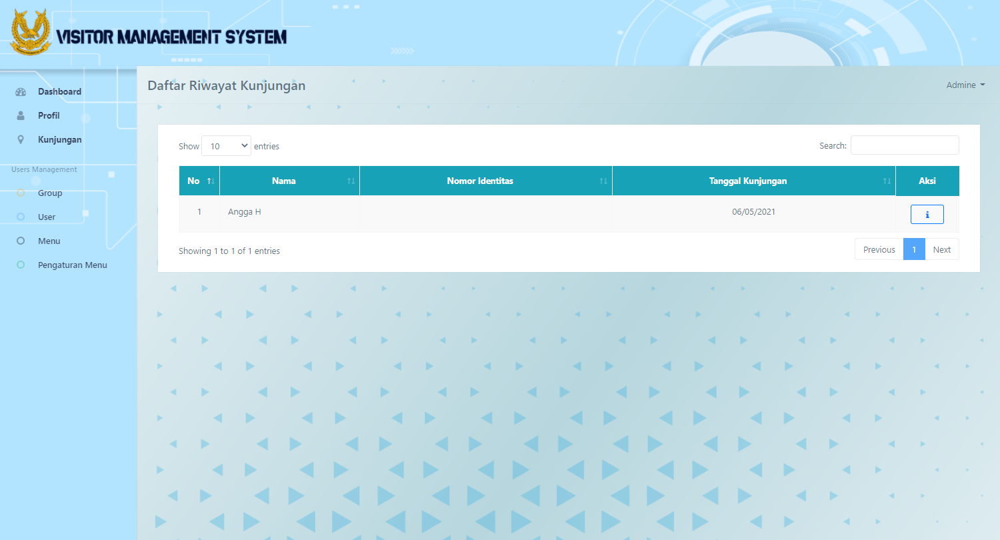 VISITOR MANAGEMENT SYSTEM
Dashboard
Profil
Kunjungan
Users Management
Group
User
Menu
Pengaturan Menu
Daftar Riwayat Kunjungan
Admine
Show 10 entries
Search:
No Nama Nomor Identitas Tanggal Kunjungan Aksi
1 Angga H 06/05/2021
Showing 1 to 1 of 1 entries
Previous 1 Next